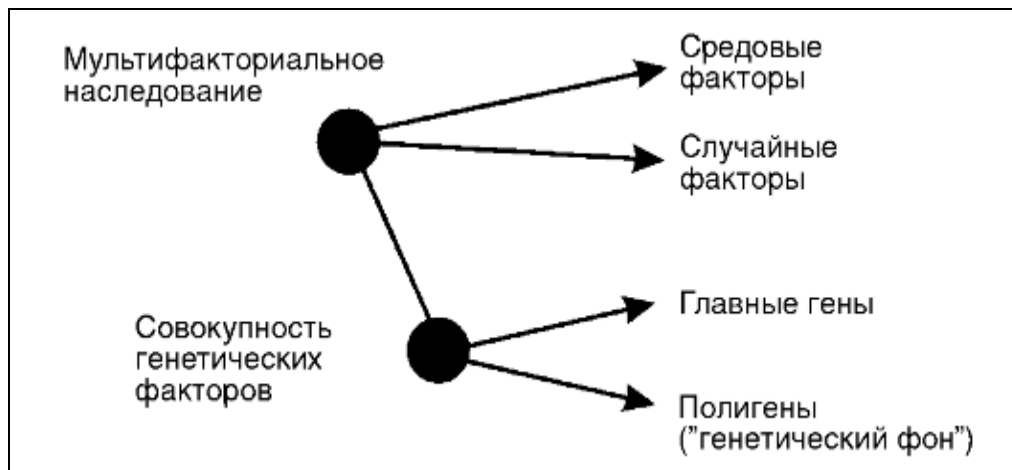 Мультифакториальное
наследование
Средовые
факторы
Случайные
факторы
Совокупность
генетических
факторов
Главные гены
Полигены
("генетический фон")